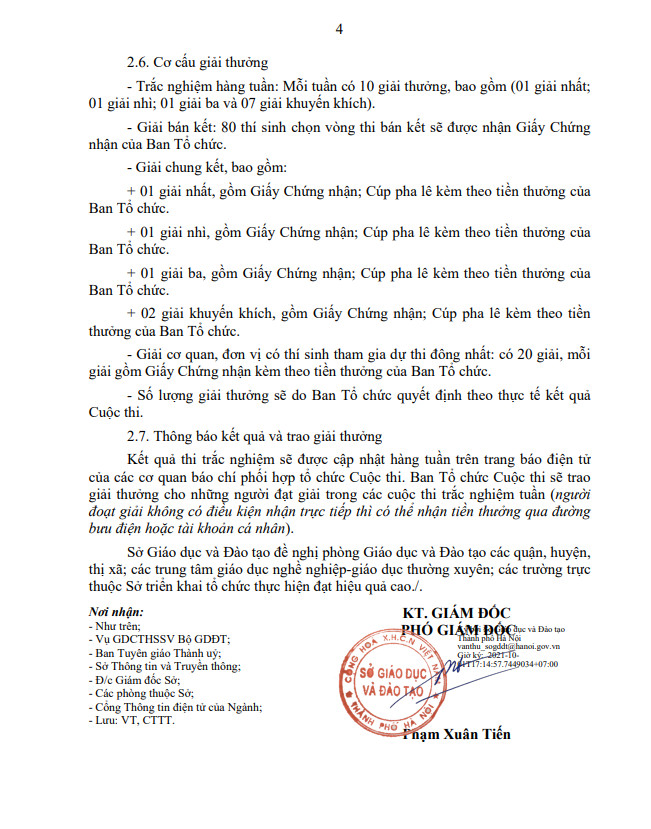 4
2.6. Cơ cấu giải thưởng
- Trắc nghiệm hàng tuần: Mỗi tuần có 10 giải thưởng, bao gồm (01 giải nhất;
01 giải nhì; 01 giải ba và 07 giải khuyến khích).
- Giải bán kết: 80 thí sinh chọn vòng thi bán kết sẽ được nhận Giấy Chứng
nhận của Ban Tổ chức.
- Giải chung kết, bao gồm:
+ 01 giải nhất, gồm Giấy Chứng nhận; Cúp pha lê kèm theo tiền thưởng của
Ban Tổ chức.
+ 01 giải nhì, gồm Giấy Chứng nhận; Cúp pha lê kèm theo tiền thưởng của
Ban Tổ chức.
+ 01 giải ba, gồm Giấy Chứng nhận; Cúp pha lê kèm theo tiền thưởng của
Ban Tổ chức.
+ 02 giải khuyến khích, gồm Giấy Chứng nhận; Cúp pha lê kèm theo tiền
thưởng của Ban Tổ chức.
- Giải cơ quan, đơn vị có thí sinh tham gia dự thi đông nhất: có 20 giải, mỗi
giải gồm Giấy Chứng nhận kèm theo tiền thưởng của Ban Tổ chức.
- Số lượng giải thưởng sẽ do Ban Tổ chức quyết định theo thực tế kết quả
Cuộc thi.
2.7. Thông báo kết quả và trao giải thưởng
Kết quả thi trắc nghiệm sẽ được cập nhật hàng tuần trên trang báo điện tử
của các cơ quan báo chí phối hợp tổ chức Cuộc thi. Ban Tổ chức Cuộc thi sẽ trao
giải thưởng cho những người đạt giải trong các cuộc thi trắc nghiệm tuần (người
đoạt giải không có điều kiện nhận trực tiếp thì có thể nhận tiền thưởng qua đường
bưu điện hoặc tài khoản cá nhân).
Sở Giáo dục và Đào tạo đề nghị phòng Giáo dục và Đào tạo các quận, huyện,
thị xã; các trung tâm giáo dục nghề nghiệp-giáo dục thường xuyên; các trường trực
thuộc Sở triển khai tổ chức thực hiện đạt hiệu quả cao./.
Nơi nhận:
- Như trên;
- Vụ GDCTHSSV Bộ GDĐT;
- Ban Tuyên giáo Thành uỷ;
- Sở Thông tin và Truyền thông;
- Đ/c Giám đốc Sở;
- Các phòng thuộc Sở;
- Cổng Thông tin điện tử của Ngành;
- Lưu: VT, CTTT.
KT. GIÁM ĐỐC
PHÓ GIÁM ĐỐC
dục và Đào tạo
Thành phố Hà Nội
vanthu_sogddt@hanoi.gov.vn
Giờ ký: 2021-10-
1T17:14:57.7449034+07:00
CỘNG HÒA X.H.C.N VIỆT NAM
SỞ GIÁO DỤC
VÀ ĐÀO TẠO
THÀNH PHỐ HÀ NỘI
Phạm Xuân Tiến